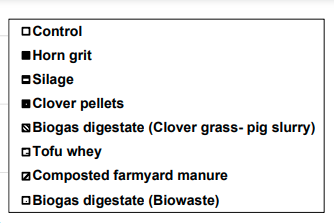 Control
Horn grit
Silage
Clover pellets
Biogas digestate (Clover grass- pig slurry)
Tofu whey
Composted farmyard manure
Biogas digestate (Biowaste)